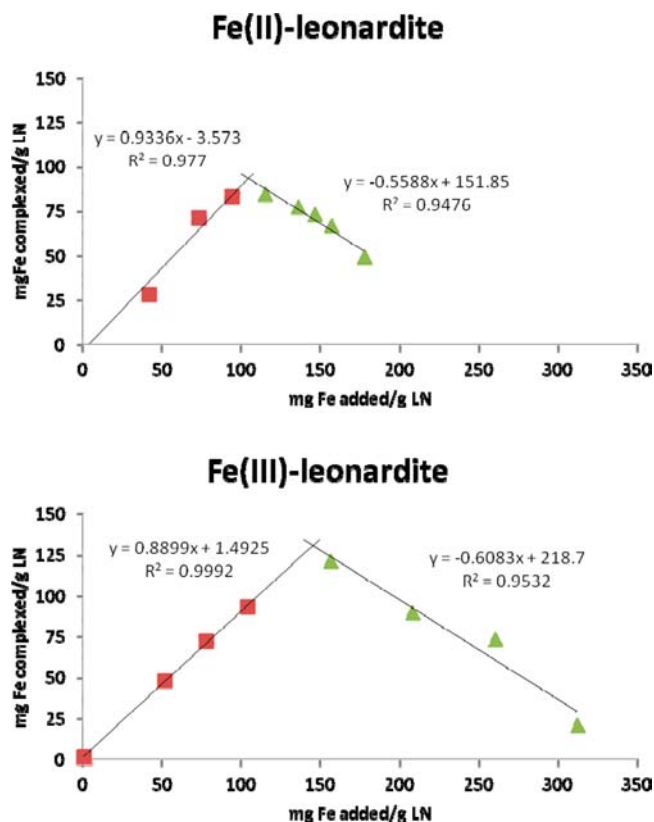 Fe(II)-leonardite
mgFe complexed/g LN
150
125
100
75
50
25
0
y = 0.9336x - 3.573
R² = 0.977
y = -0.5588x + 151.85
R² = 0.9476
0 50 100 150 200 250 300 350
mg Fe added/g LN
Fe(III)-leonardite
mg Fe complexed/g LN
150
125
100
75
50
25
0
y = 0.8899x + 1.4925
R² = 0.9992
y = -0.6083x + 218.7
R² = 0.9532
0 50 100 150 200 250 300 350
mg Fe added/g LN